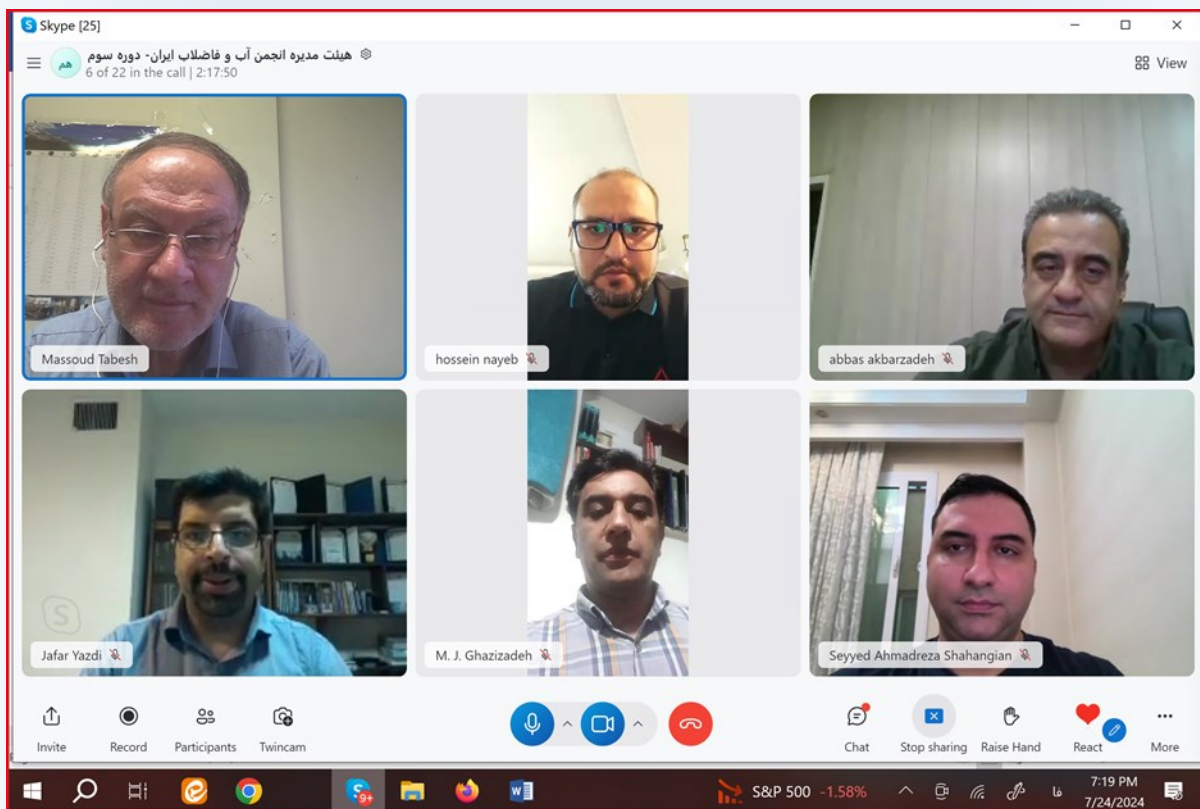 Skype [25]
هیئت مدیره انجمن آب و فاضلاب ایران- دوره سوم
هم
6 of 22 in the call | 2:17:50
View
Massoud Tabesh
hossein nayeb
abbas akbarzadeh
Jafar Yazdi
M. J. Ghazizadeh
Seyyed Ahmadreza Shahangian
Invite
Record
Participants
Twincam
Chat
Stop sharing
Raise Hand
React
More
9+
S&P 500 -1.58%
فا
7:19 PM
7/24/2024